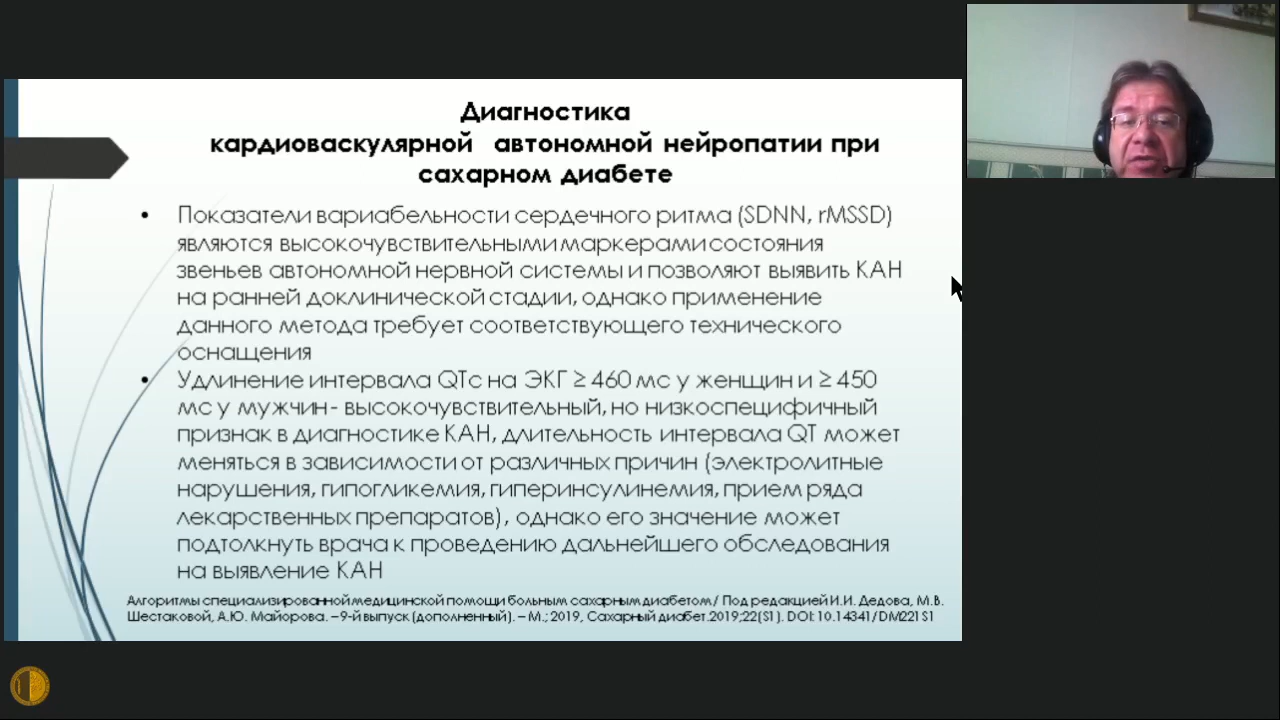 Диагностика
кардиоваскулярной автономной нейропатии при
сахарном диабете
• Показатели вариабельности сердечного ритма (SDNN, rMSSD)
являются высокочувствительными маркерами состояния
звеньев автономной нервной системы и позволяют выявить КАН
на ранней доклинической стадии, однако применение
данного метода требует соответствующего технического
оснащения
• Удлинение интервала QTc на ЭКГ ≥ 460 мс у женщин и ≥ 450
мс у мужчин - высокочувствительный, но низкоспецифичный
признак в диагностике КАН, длительность интервала QT может
меняться в зависимости от различных причин (электролитные
нарушения, гипогликемия, гиперинсулинемия, прием ряда
лекарственных препаратов), однако его значение может
подтолкнуть врача к проведению дальнейшего обследования
на выявление КАН
Алгоритмы специализированной медицинской помощи больным сахарным диабетом / Под редакцией И.И. Дедова, М.В.
Шестаковой, А.Ю. Майорова. – 9-й выпуск (дополненный). – М.; 2019, Сахарный диабет.2019;22(S1). DOI: 10.14341/DM221S1